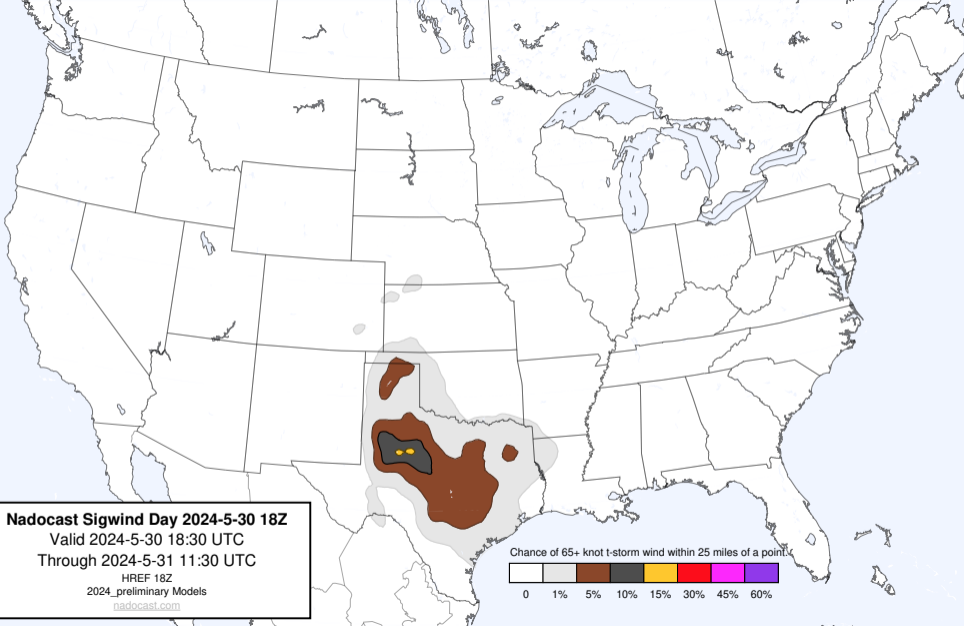 Nadocast Sigwind Day 2024-5-30 18Z
Valid 2024-5-30 18:30 UTC
Through 2024-5-31 11:30 UTC
HREF 18Z
2024_preliminary Models
nadocast.com
Chance of 65+ knot t-storm wind within 25 miles of a point.
0 1% 5% 10% 15% 30% 45% 60%